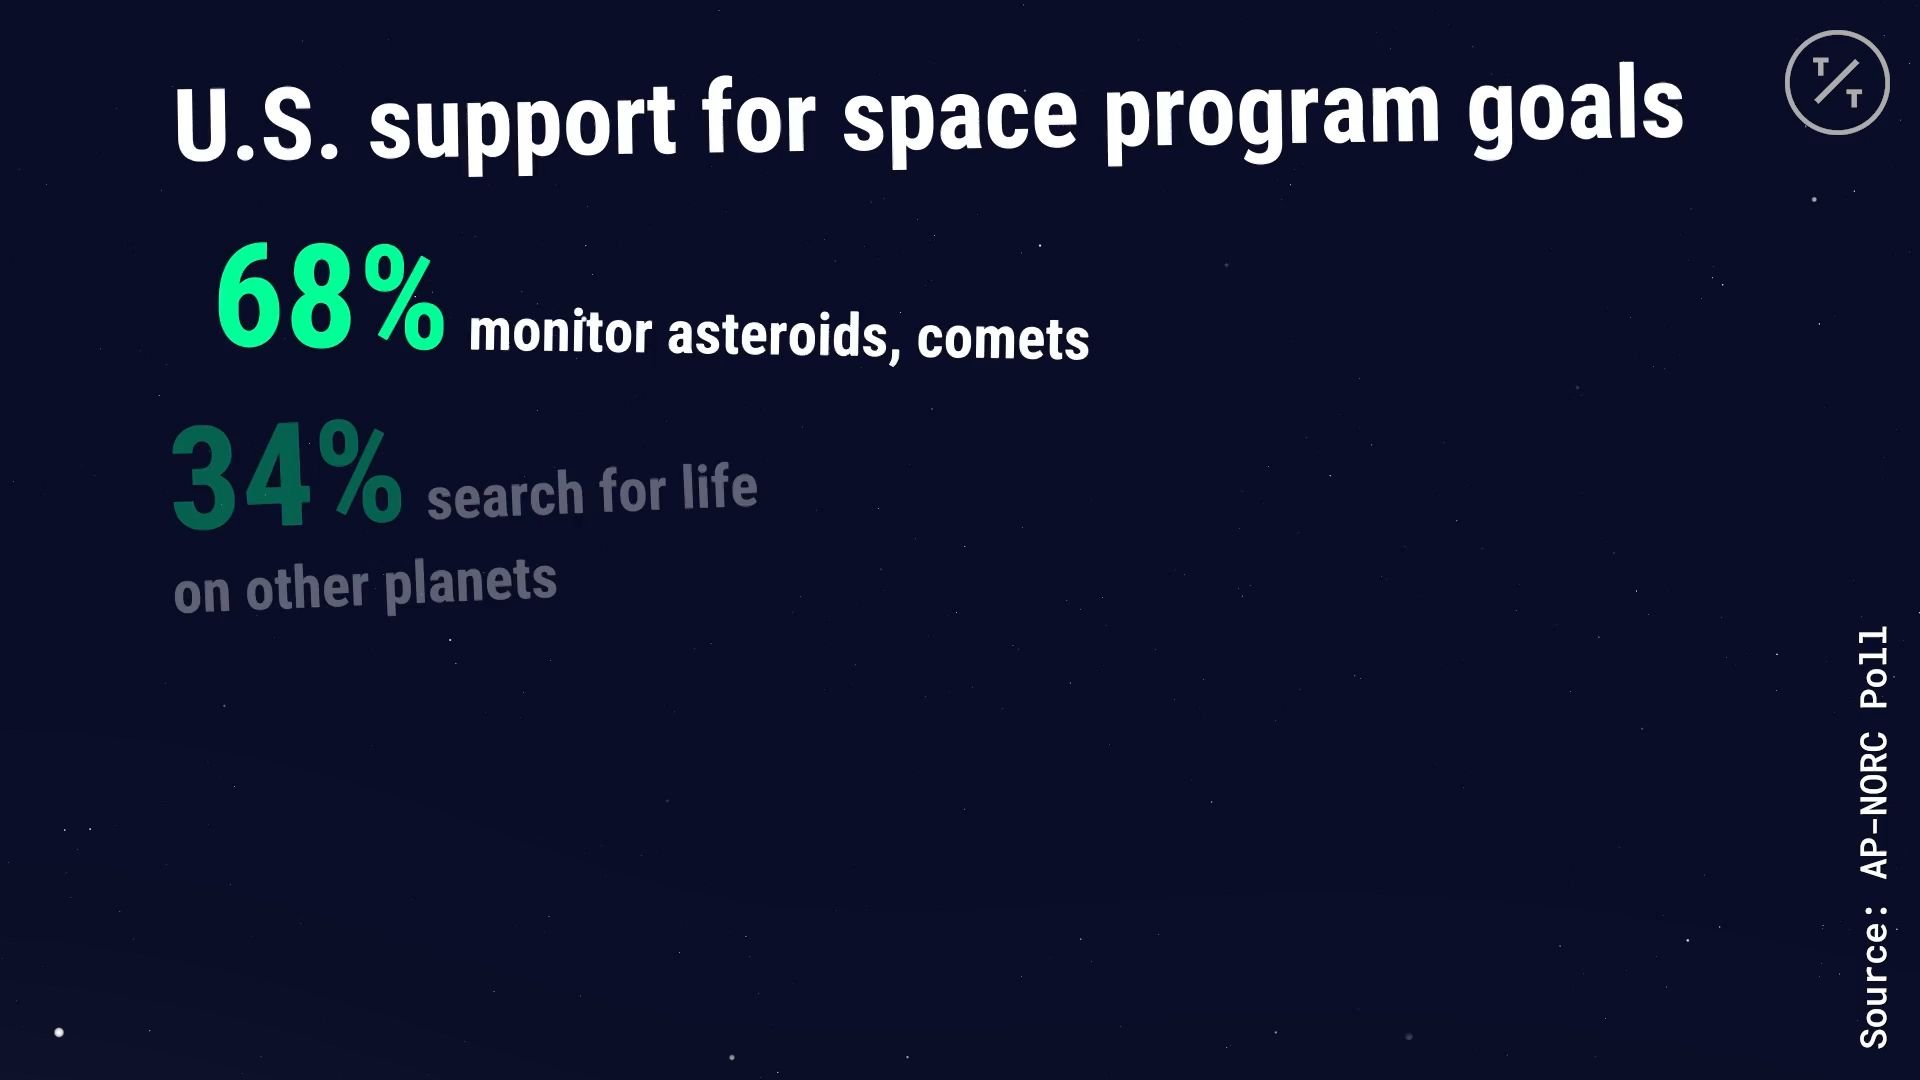 U.S. support for space program goals
T/T
68% monitor asteroids, comets
34% search for life
on other planets
Source: AP-NORC Poll